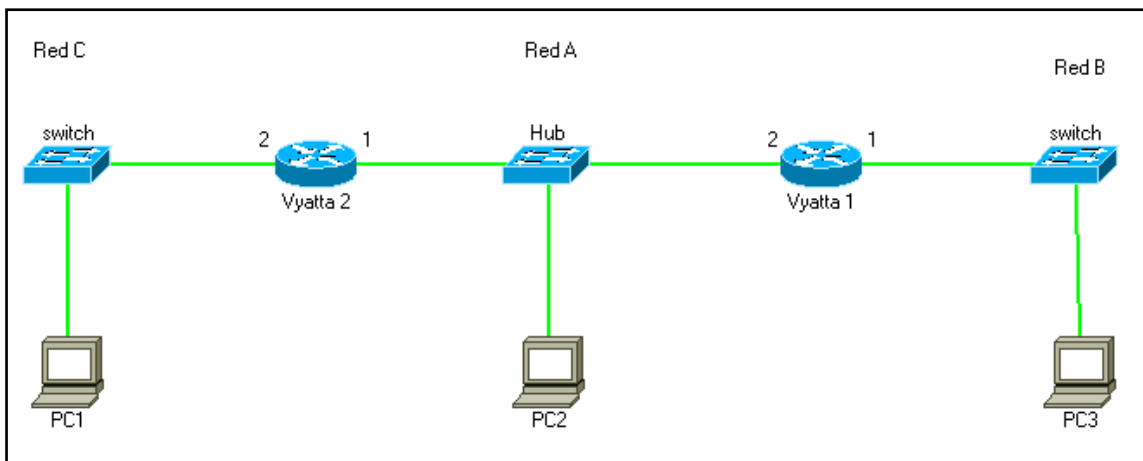 Red C
Red A
Red B
switch
2
1
Hub
2
1
switch
Vyatta 2
Vyatta 1
PC1
PC2
PC3